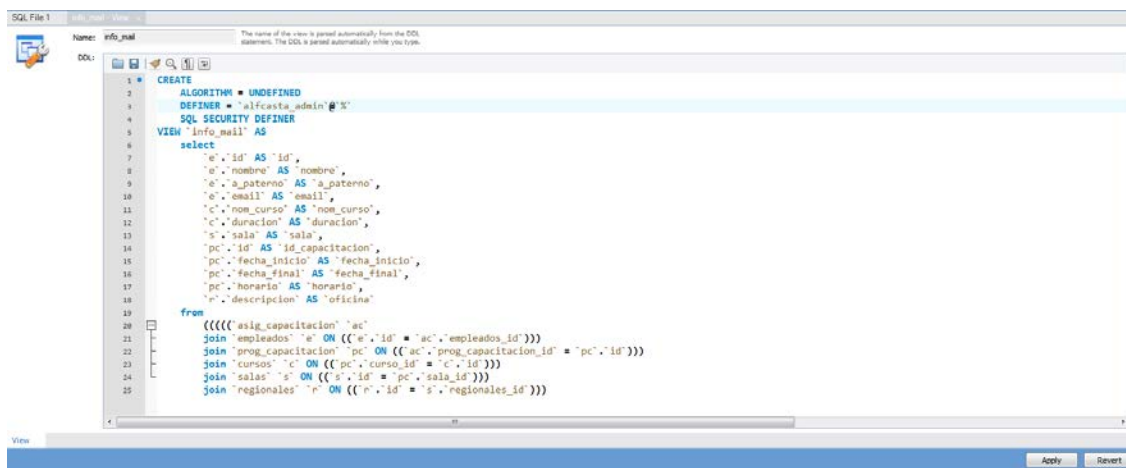 SQL File 1 info_mail - View
Name: info_mail The name of the view is parsed automatically from the DDL
statement. The DDL is parsed automatically while you type.
DDL:
1 CREATE
2 ALGORITHM = UNDEFINED
3 DEFINER = `alfcasta_admin`@`%`
4 SQL SECURITY DEFINER
5 VIEW `info_mail` AS
6 select
7 `e`.`id` AS `id`,
8 `e`.`nombre` AS `nombre`,
9 `e`.`a_paterno` AS `a_paterno`,
10 `e`.`email` AS `email`,
11 `c`.`nom_curso` AS `nom_curso`,
12 `c`.`duracion` AS `duracion`,
13 `s`.`sala` AS `sala`,
14 `pc`.`id` AS `id_capacitacion`,
15 `pc`.`fecha_inicio` AS `fecha_inicio`,
16 `pc`.`fecha_final` AS `fecha_final`,
17 `pc`.`horario` AS `horario`,
18 `r`.`descripcion` AS `oficina`
19 from
20 (((((`asig_capacitacion` `ac`
21 join `empleados` `e` ON ((`e`.`id` = `ac`.`empleados_id`)))
22 join `prog_capacitacion` `pc` ON ((`ac`.`prog_capacitacion_id` = `pc`.`id`)))
23 join `cursos` `c` ON ((`pc`.`curso_id` = `c`.`id`)))
24 join `salas` `s` ON ((`s`.`id` = `pc`.`sala_id`)))
25 join `regionales` `r` ON ((`r`.`id` = `s`.`regionales_id`)))
View
Apply Revert